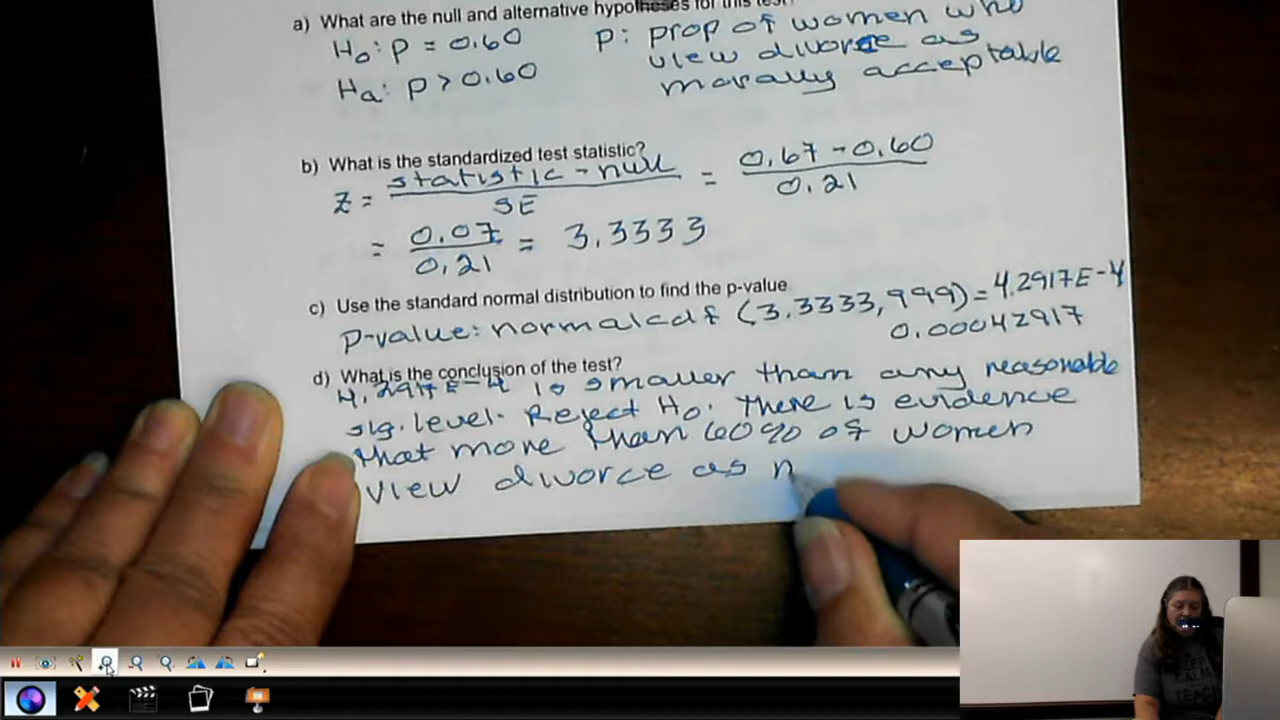 a) What are the null and alternative hypotheses for this test
H₀: p = 0.60
Hₐ: p > 0.60
p: prop of women who
view divorce as
morally acceptable
b) What is the standardized test statistic?
z = statistic - null / SE = 0.67 - 0.60 / 0.21
= 0.07 / 0.21 = 3.3333
c) Use the standard normal distribution to find the p-value.
p-value: normalcdf (3.3333, 999) = 4.2917E-4
0.00042917
d) What is the conclusion of the test?
4.2917E-4 is smaller than any reasonable
sig. level. Reject H₀. There is evidence
that more than 60% of women
view divorce as